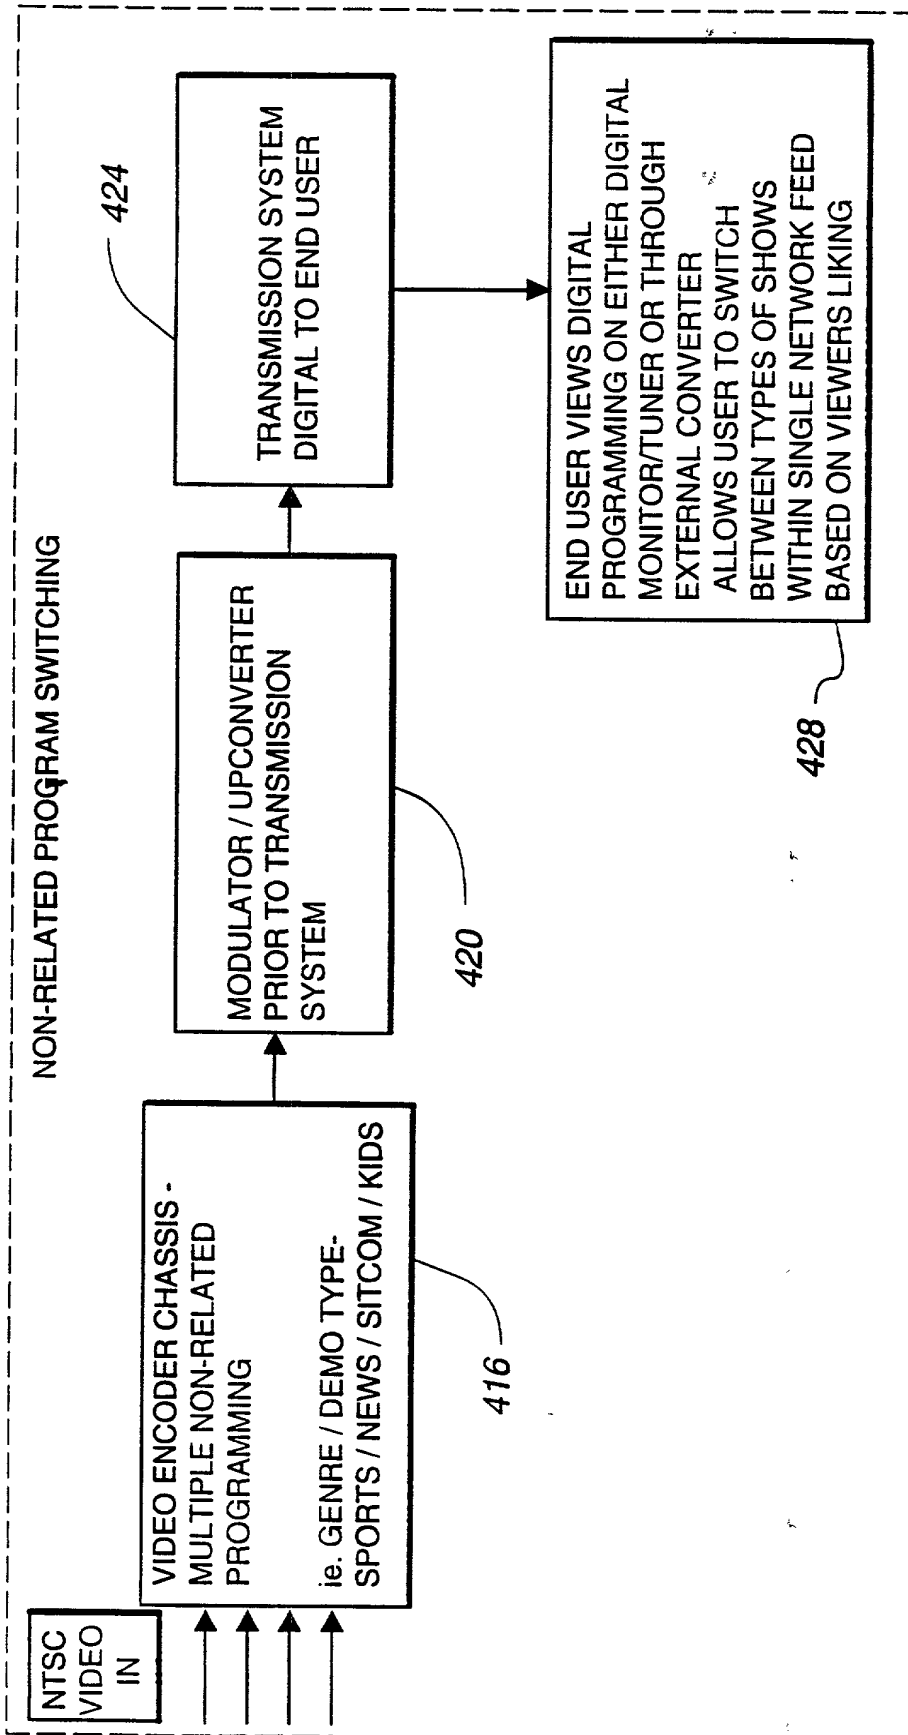 NON-RELATED PROGRAM SWITCHING
NTSC
VIDEO
IN
VIDEO ENCODER CHASSIS -
MULTIPLE NON-RELATED
PROGRAMMING
ie. GENRE / DEMO TYPE-
SPORTS / NEWS / SITCOM / KIDS
416
MODULATOR / UPCONVERTER
PRIOR TO TRANSMISSION
SYSTEM
420
TRANSMISSION SYSTEM
DIGITAL TO END USER
424
END USER VIEWS DIGITAL
PROGRAMMING ON EITHER DIGITAL
MONITOR/TUNER OR THROUGH
EXTERNAL CONVERTER
ALLOWS USER TO SWITCH
BETWEEN TYPES OF SHOWS
WITHIN SINGLE NETWORK FEED
BASED ON VIEWERS LIKING
428